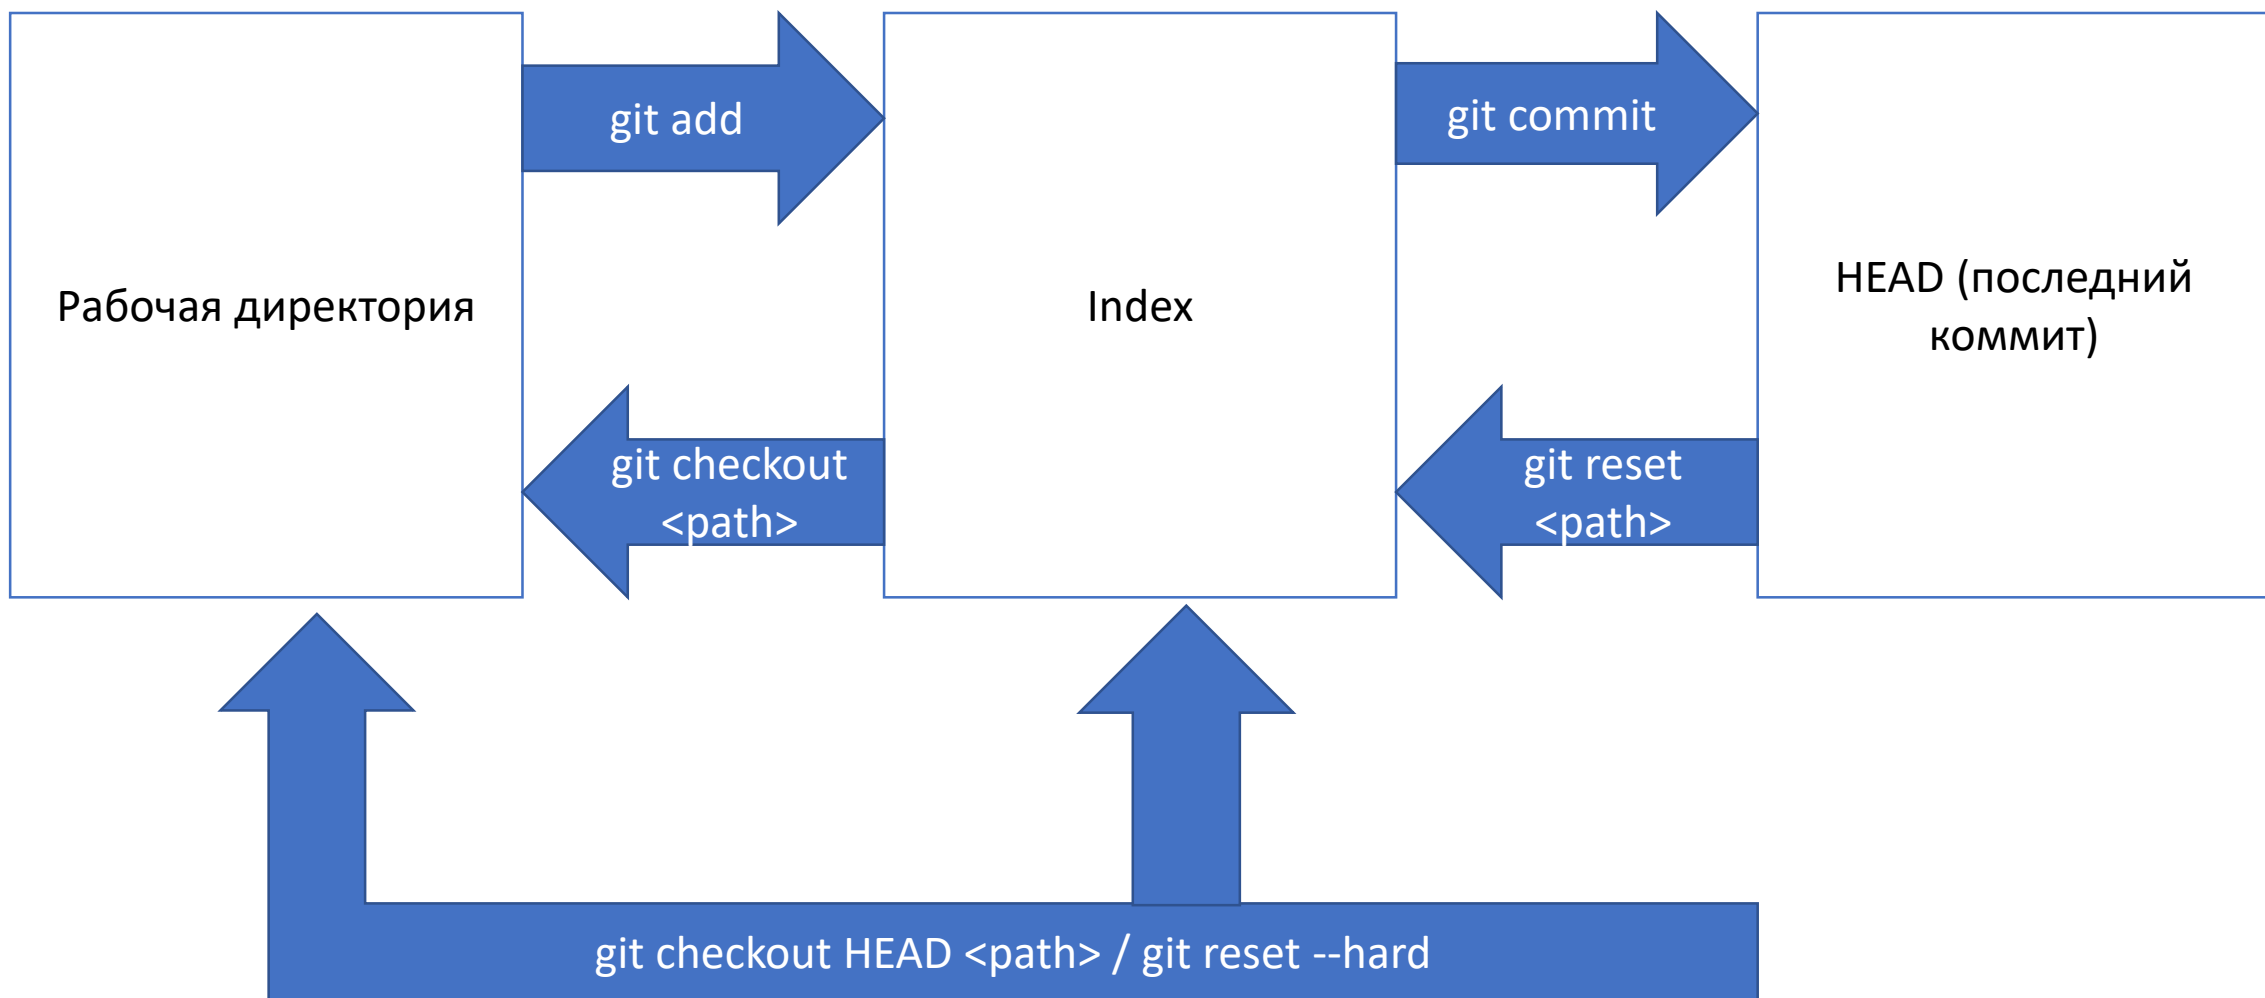 git add
git commit
Рабочая директория
Index
HEAD (последний
коммит)
git checkout
<path>
git reset
<path>
git checkout HEAD <path> / git reset --hard